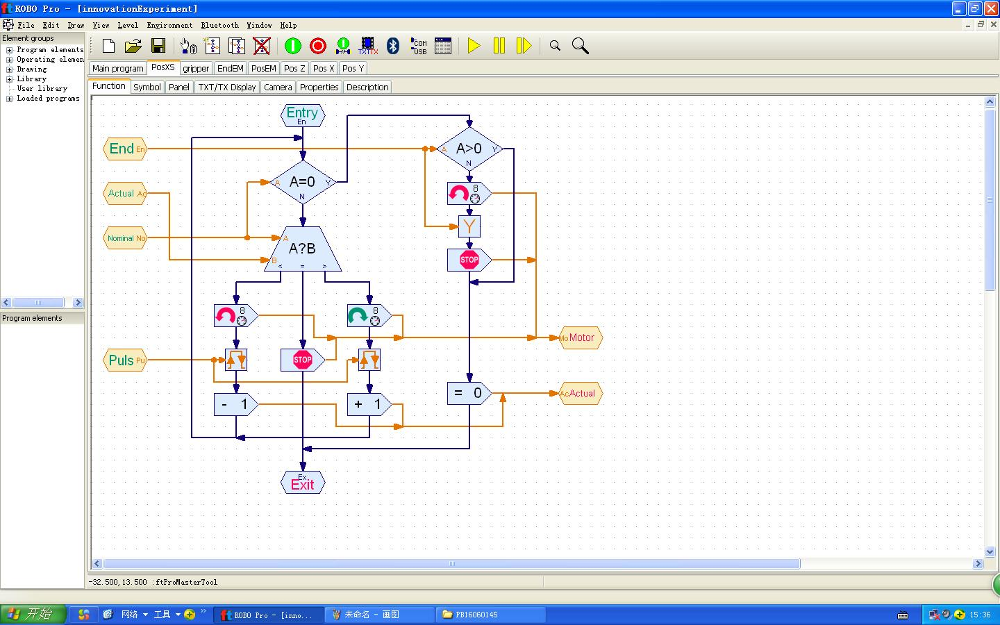 ROBO Pro - [innovationExperiment]
File Edit Draw View Level Environment Bluetooth Window Help
Element groups
Program elements
Operating elemen
Drawing
Library
User library
Loaded programs
TXTTX
COM
USB
Main program PosXS gripper EndEM PosEM Pos Z Pos X Pos Y
Function Symbol Panel TXT/TX Display Camera Properties Description
Entry
En
End En
A A>0 Y
N
A A=0 Y
N
Actual Ac
8
Nominal No
Y
A
A?B
B
< = >
STOP
8
8
Program elements
Mo Motor
Puls Pu
STOP
= 0
Ac Actual
- 1
+ 1
Ex
Exit
-32.500,13.500 :ftProMasterTool
开始
网络
工具
»
ft ROBO Pro - [inno...
未命名 - 画图
PB16060145
15:36